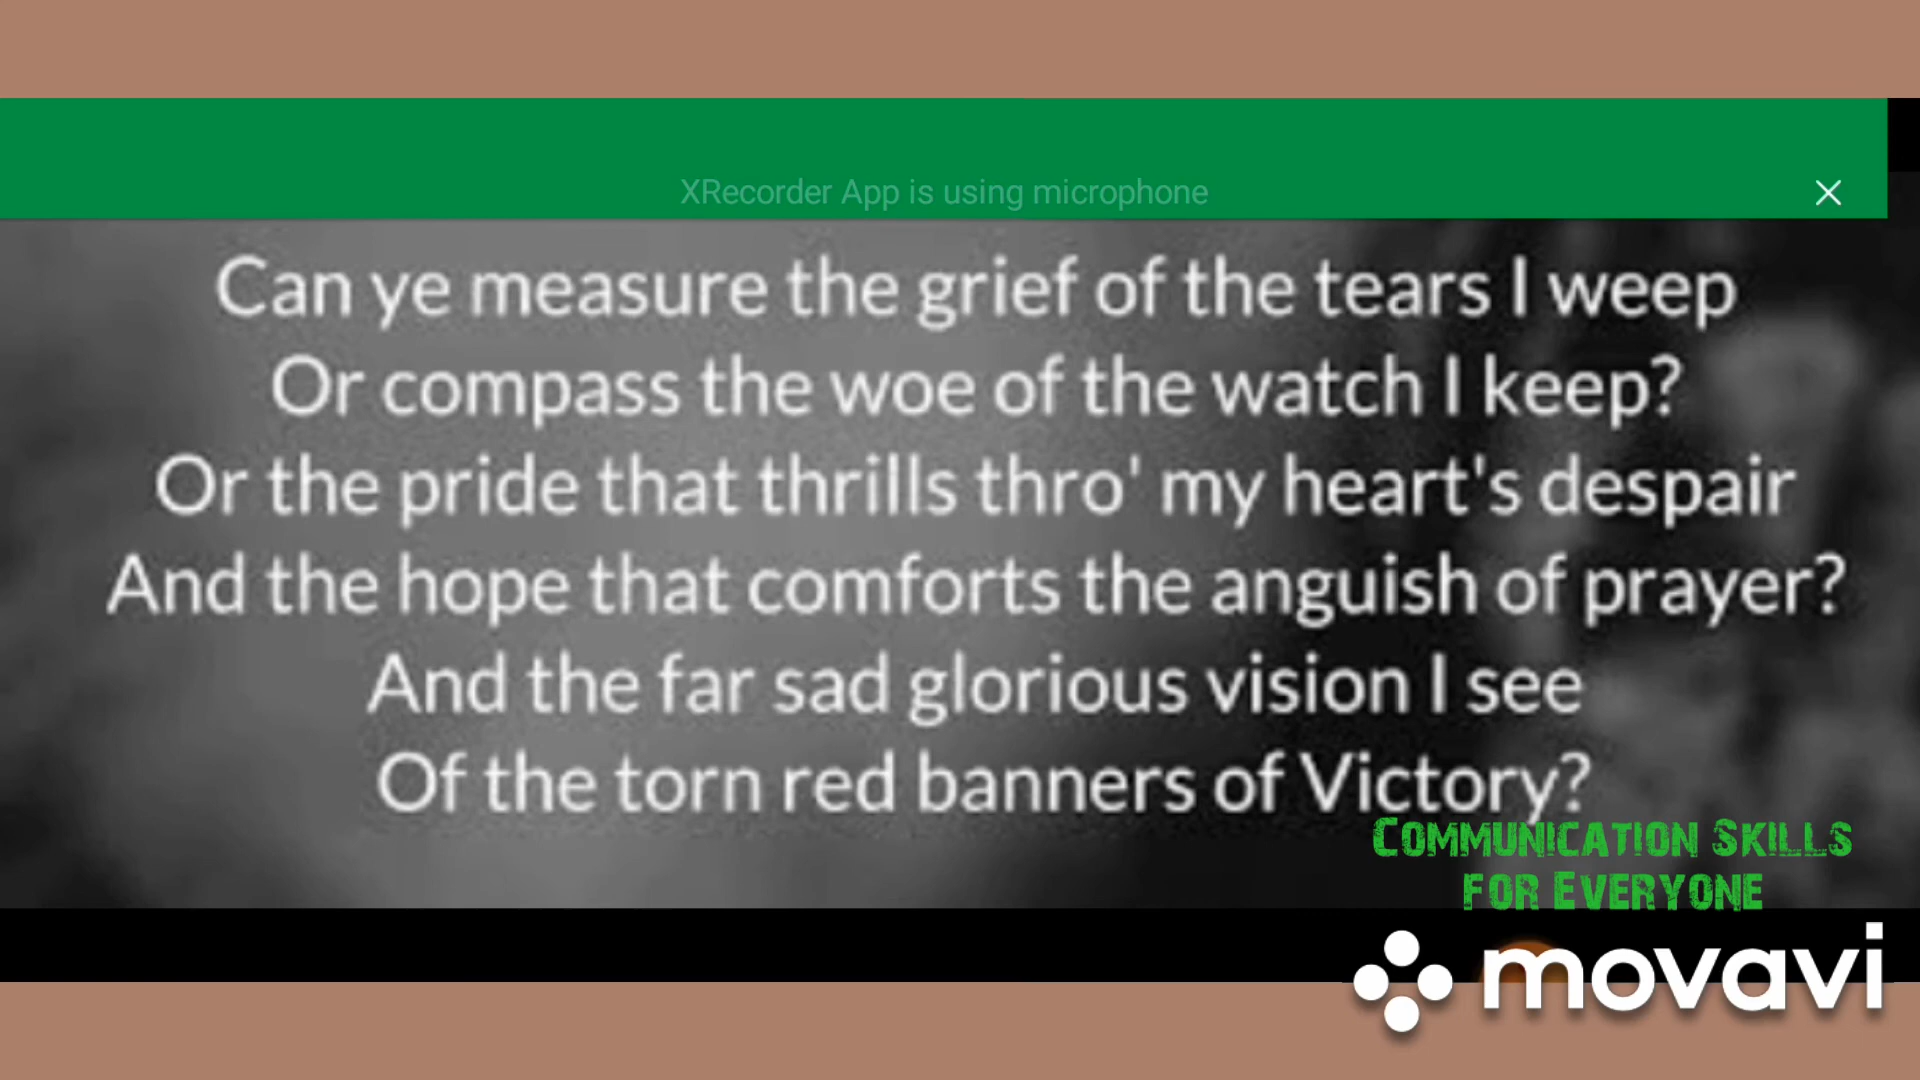 XRecorder App is using microphone
Can ye measure the grief of the tears I weep
Or compass the woe of the watch I keep?
Or the pride that thrills thro' my heart's despair
And the hope that comforts the anguish of prayer?
And the far sad glorious vision I see
Of the torn red banners of Victory?
Communication Skills
for Everyone
movavi